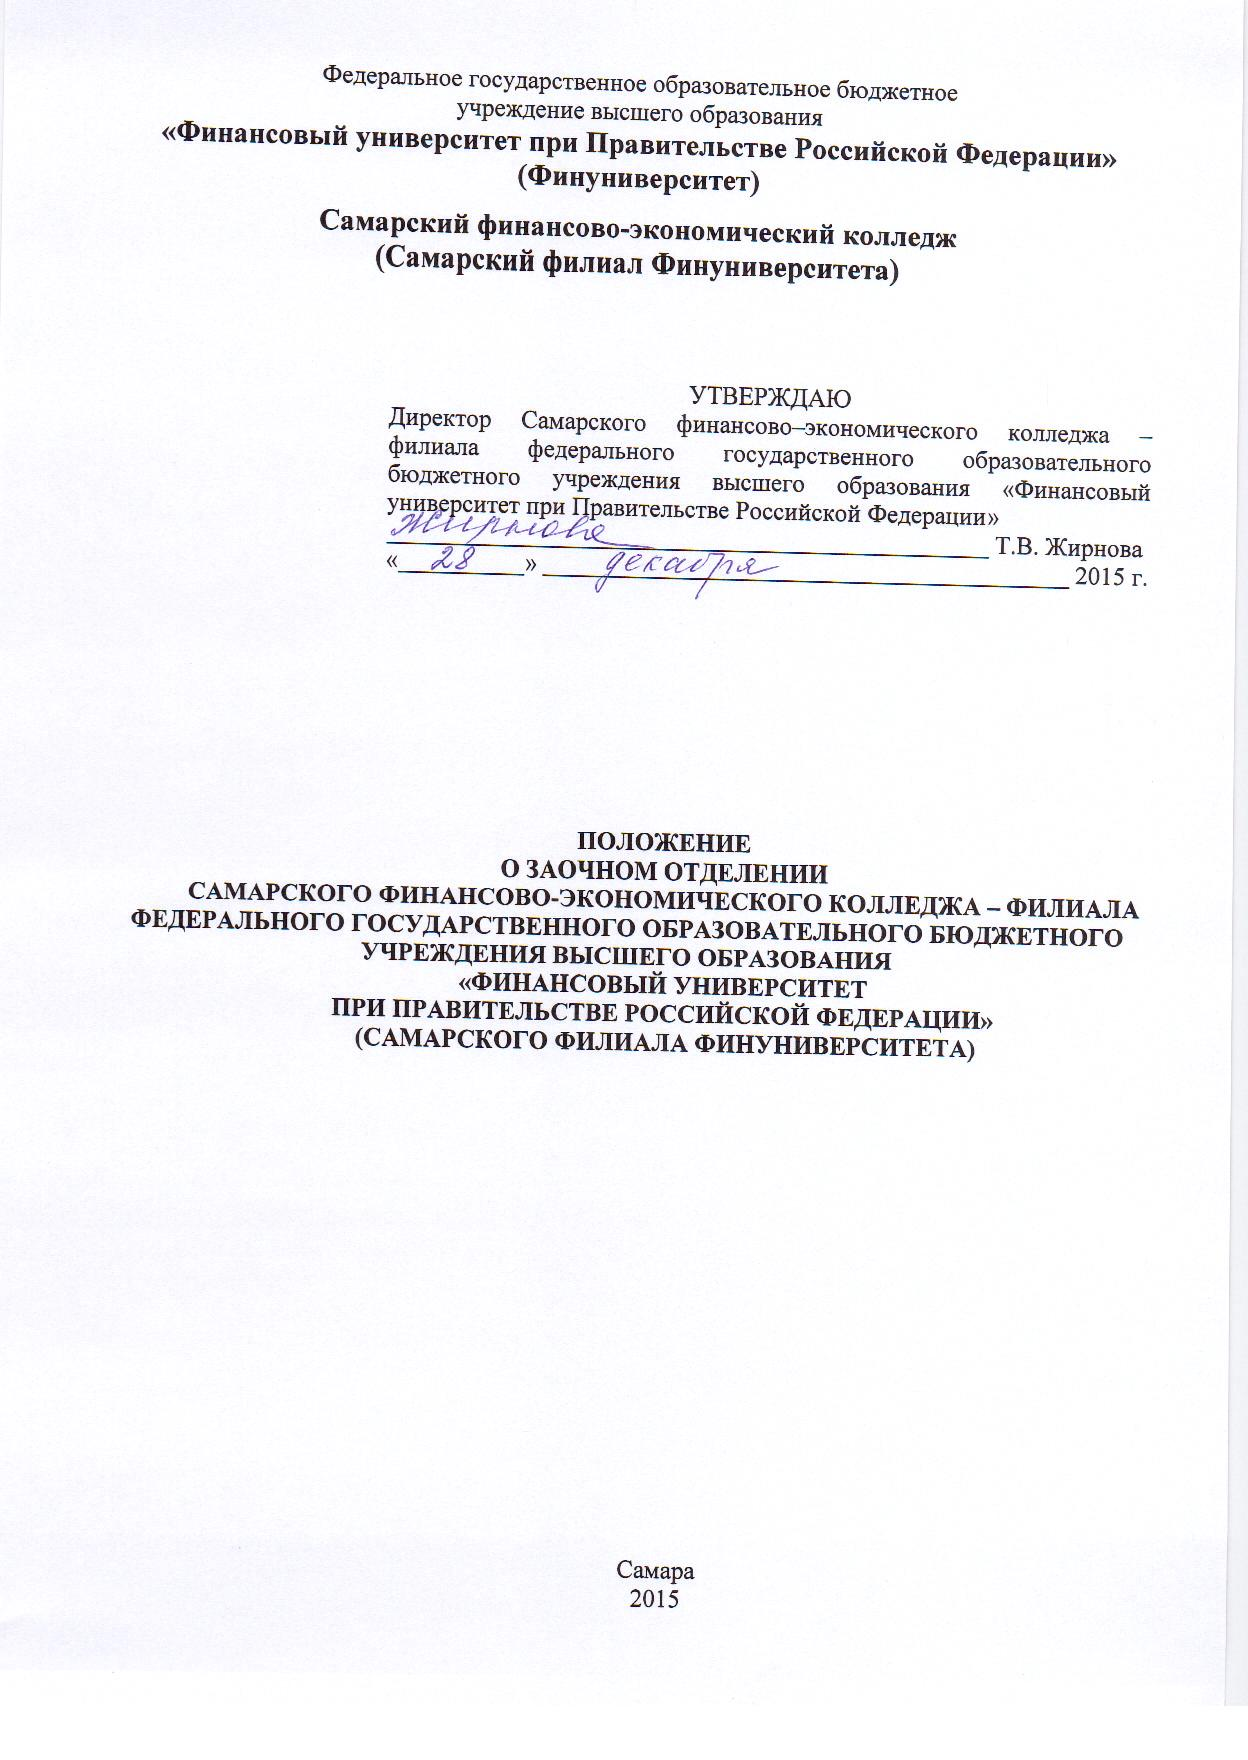 Федеральное государственное образовательное бюджетное
учреждение высшего образования
«Финансовый университет при Правительстве Российской Федерации»
(Финуниверситет)
Самарский финансово-экономический колледж
(Самарский филиал Финуниверситета)
УТВЕРЖДАЮ
Директор Самарского финансово–экономического колледжа –
филиала федерального государственного образовательного
бюджетного учреждения высшего образования «Финансовый
университет при Правительстве Российской Федерации»
Жирнова Т.В. Жирнова
«28» декабря 2015 г.
ПОЛОЖЕНИЕ
О ЗАОЧНОМ ОТДЕЛЕНИИ
САМАРСКОГО ФИНАНСОВО-ЭКОНОМИЧЕСКОГО КОЛЛЕДЖА – ФИЛИАЛА
ФЕДЕРАЛЬНОГО ГОСУДАРСТВЕННОГО ОБРАЗОВАТЕЛЬНОГО БЮДЖЕТНОГО
УЧРЕЖДЕНИЯ ВЫСШЕГО ОБРАЗОВАНИЯ
«ФИНАНСОВЫЙ УНИВЕРСИТЕТ
ПРИ ПРАВИТЕЛЬСТВЕ РОССИЙСКОЙ ФЕДЕРАЦИИ»
(САМАРСКОГО ФИЛИАЛА ФИНУНИВЕРСИТЕТА)
Самара
2015